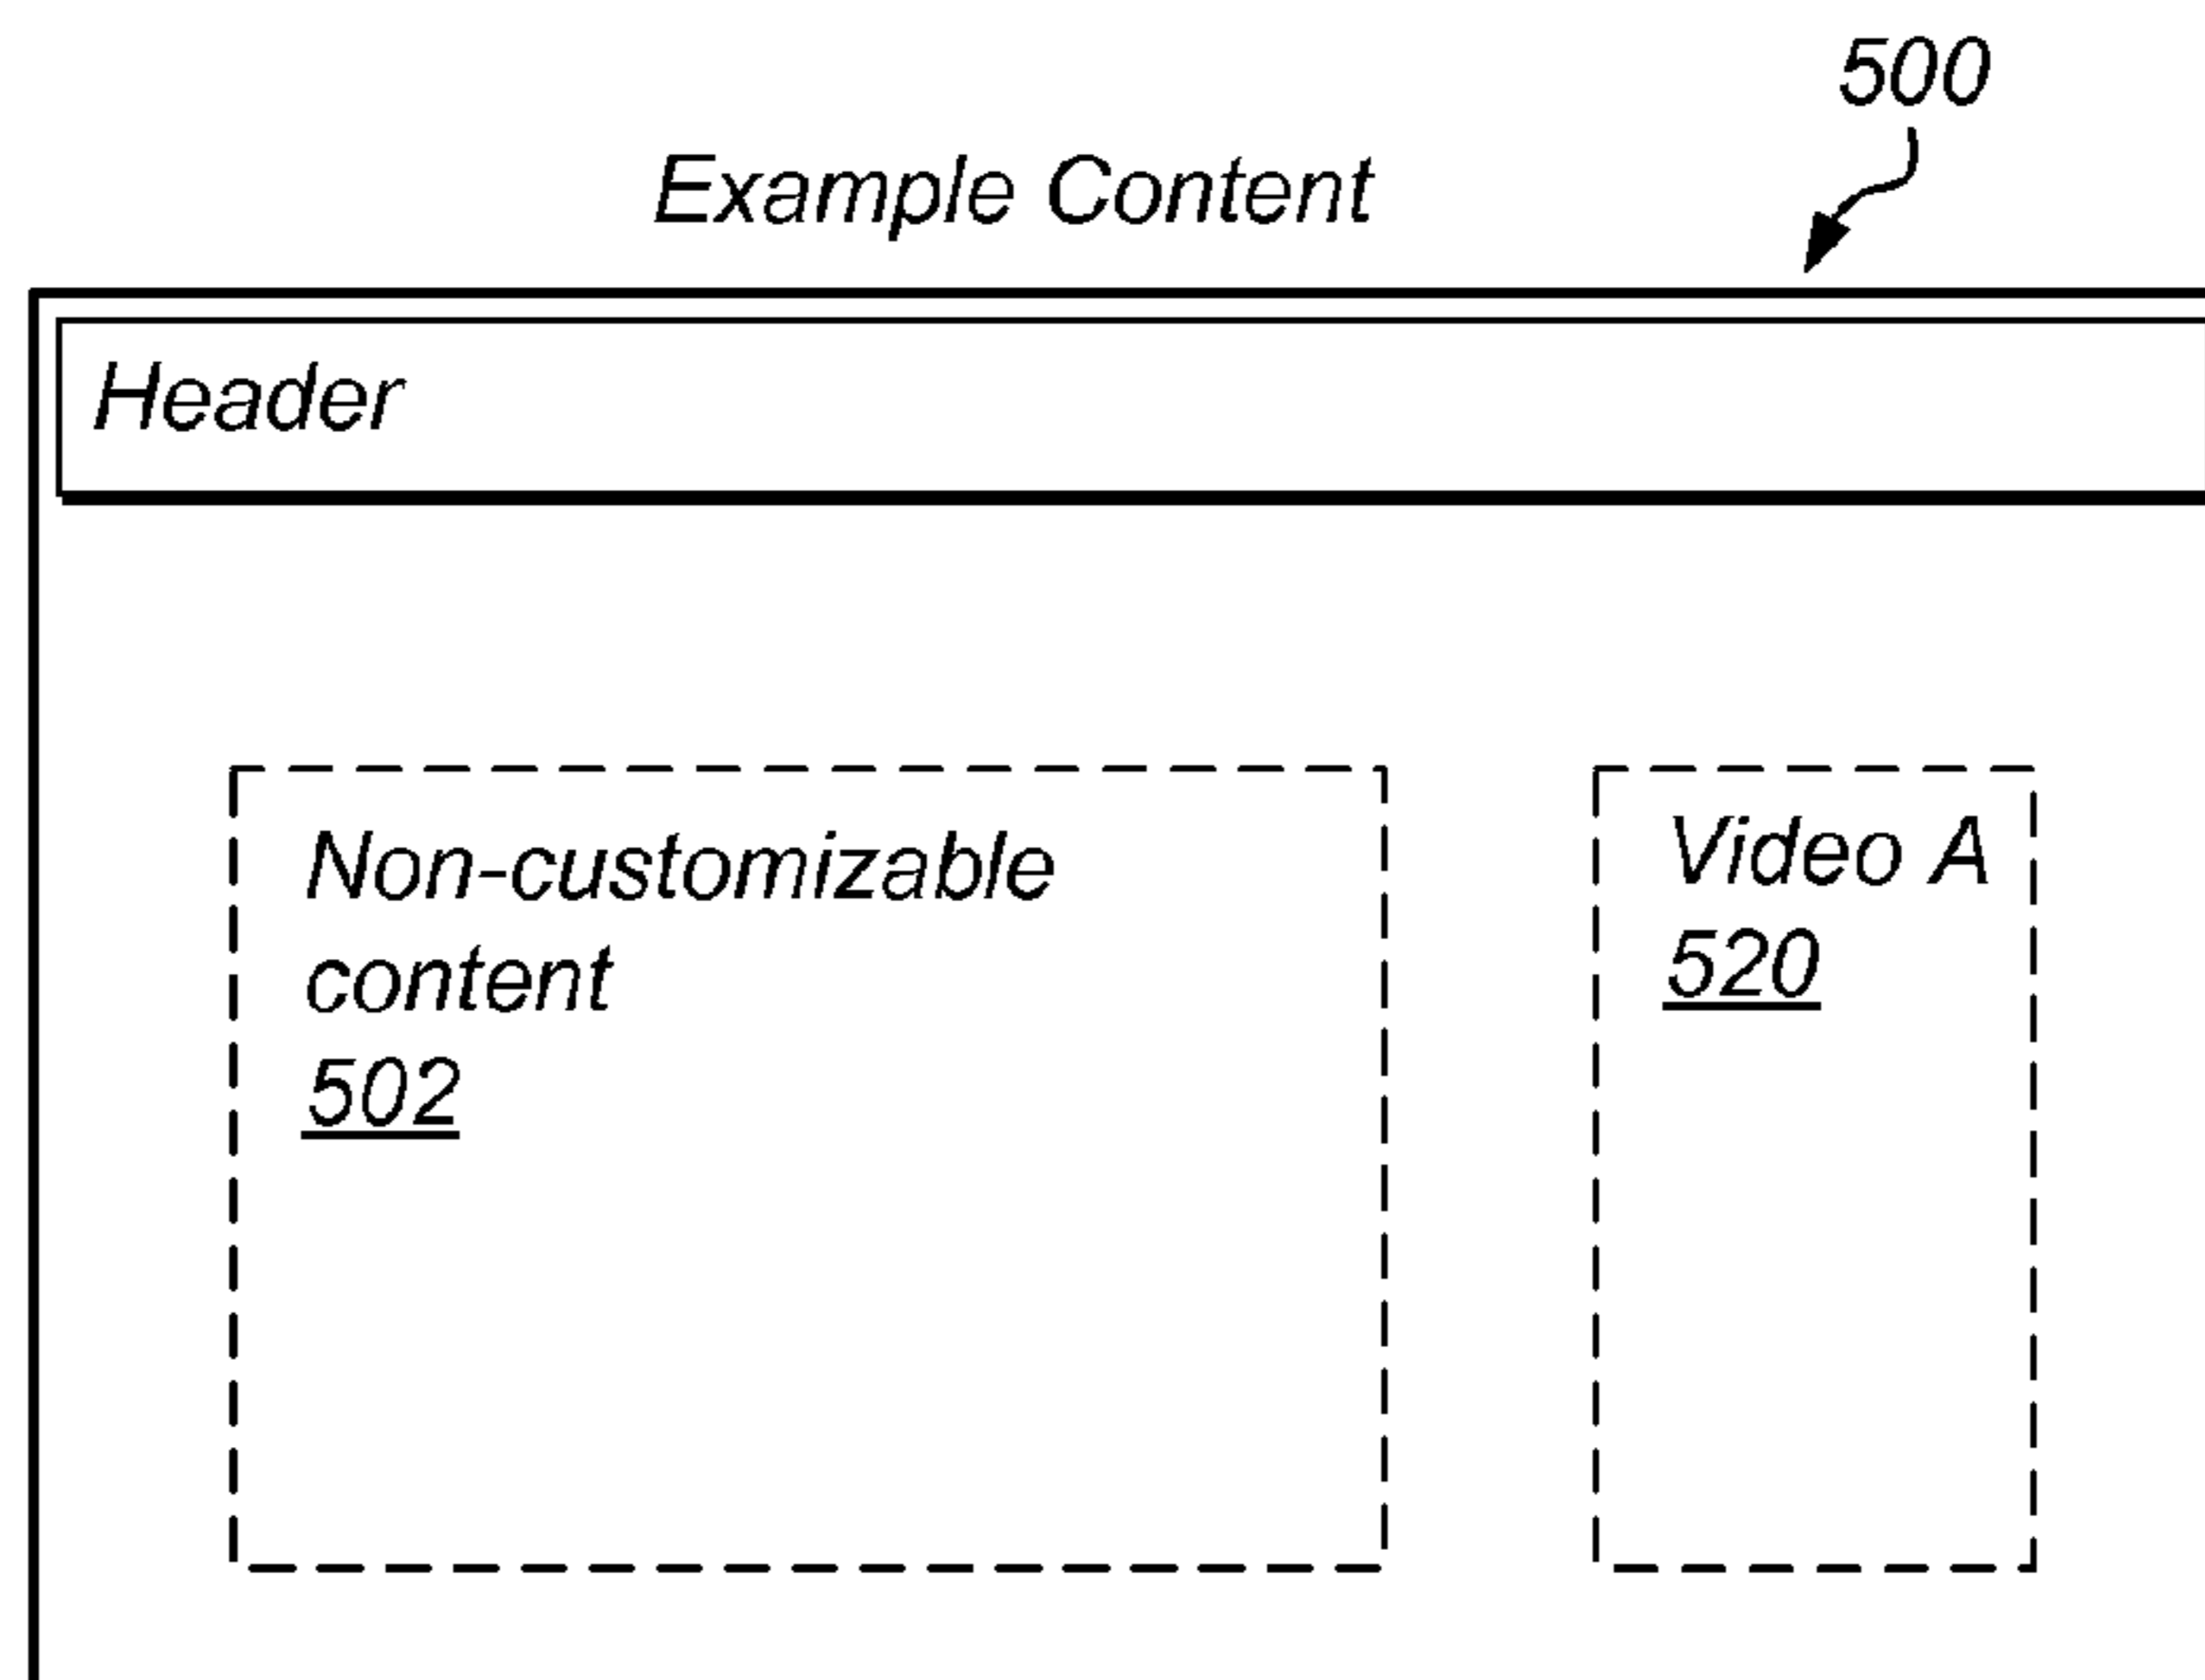 500
Example Content
Header
Non-customizable
content
502
Video A
520